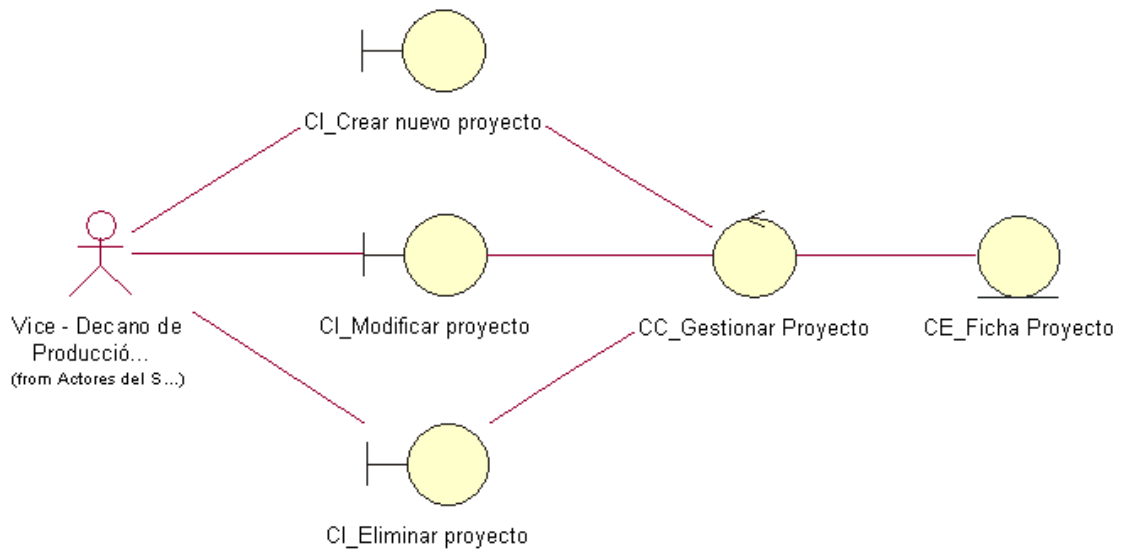 CI_Crear nuevo proyecto
Vice - Decano de
Producció...
(from Actores del S...)
CI_Modificar proyecto
CC_Gestionar Proyecto
CE_Ficha Proyecto
CI_Eliminar proyecto